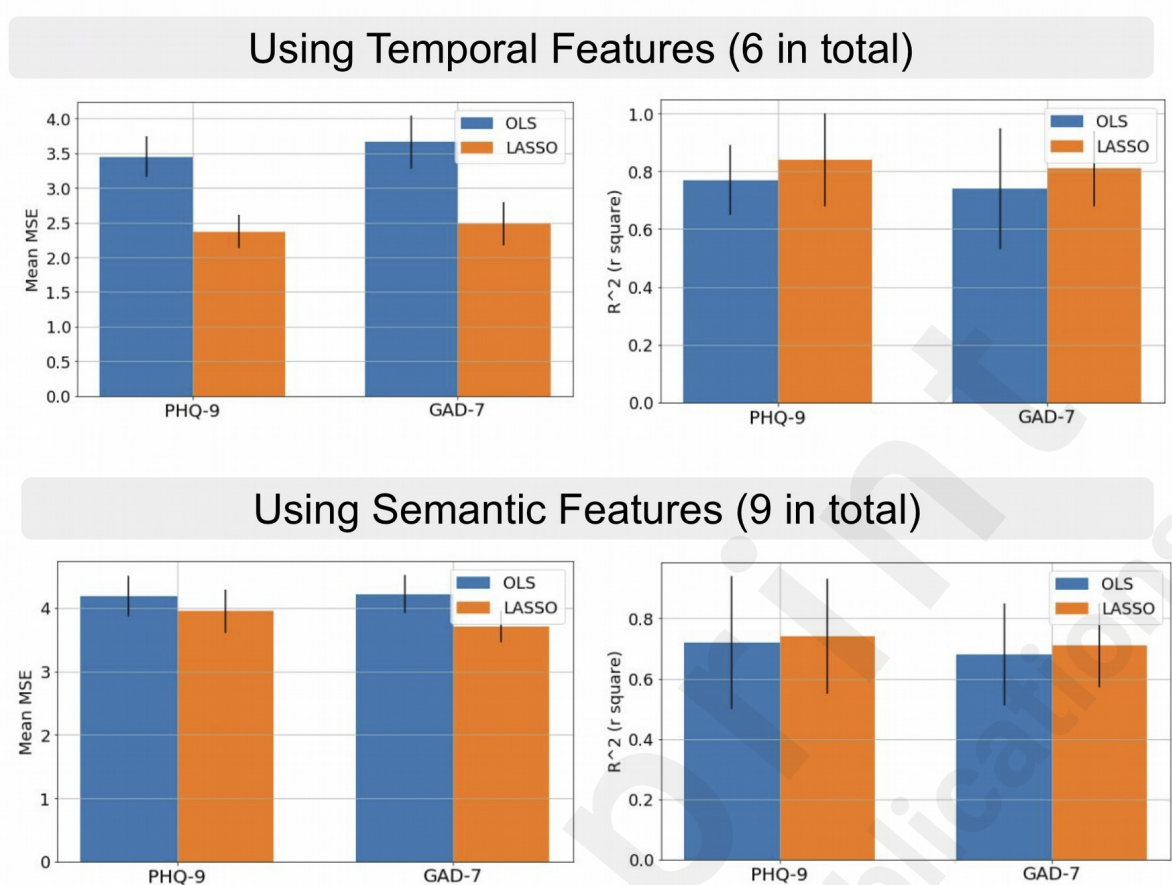 Using Temporal Features (6 in total)
4.0
3.5
3.0
2.5
2.0
1.5
1.0
0.5
0.0
Mean MSE
OLS
LASSO
PHQ-9
GAD-7
1.0
0.8
0.6
0.4
0.2
0.0
R^2 (r square)
OLS
LASSO
PHQ-9
GAD-7
Using Semantic Features (9 in total)
4
3
2
1
0
Mean MSE
OLS
LASSO
PHQ-9
GAD-7
0.8
0.6
0.4
0.2
0.0
R^2 (r square)
OLS
LASSO
PHQ-9
GAD-7
print